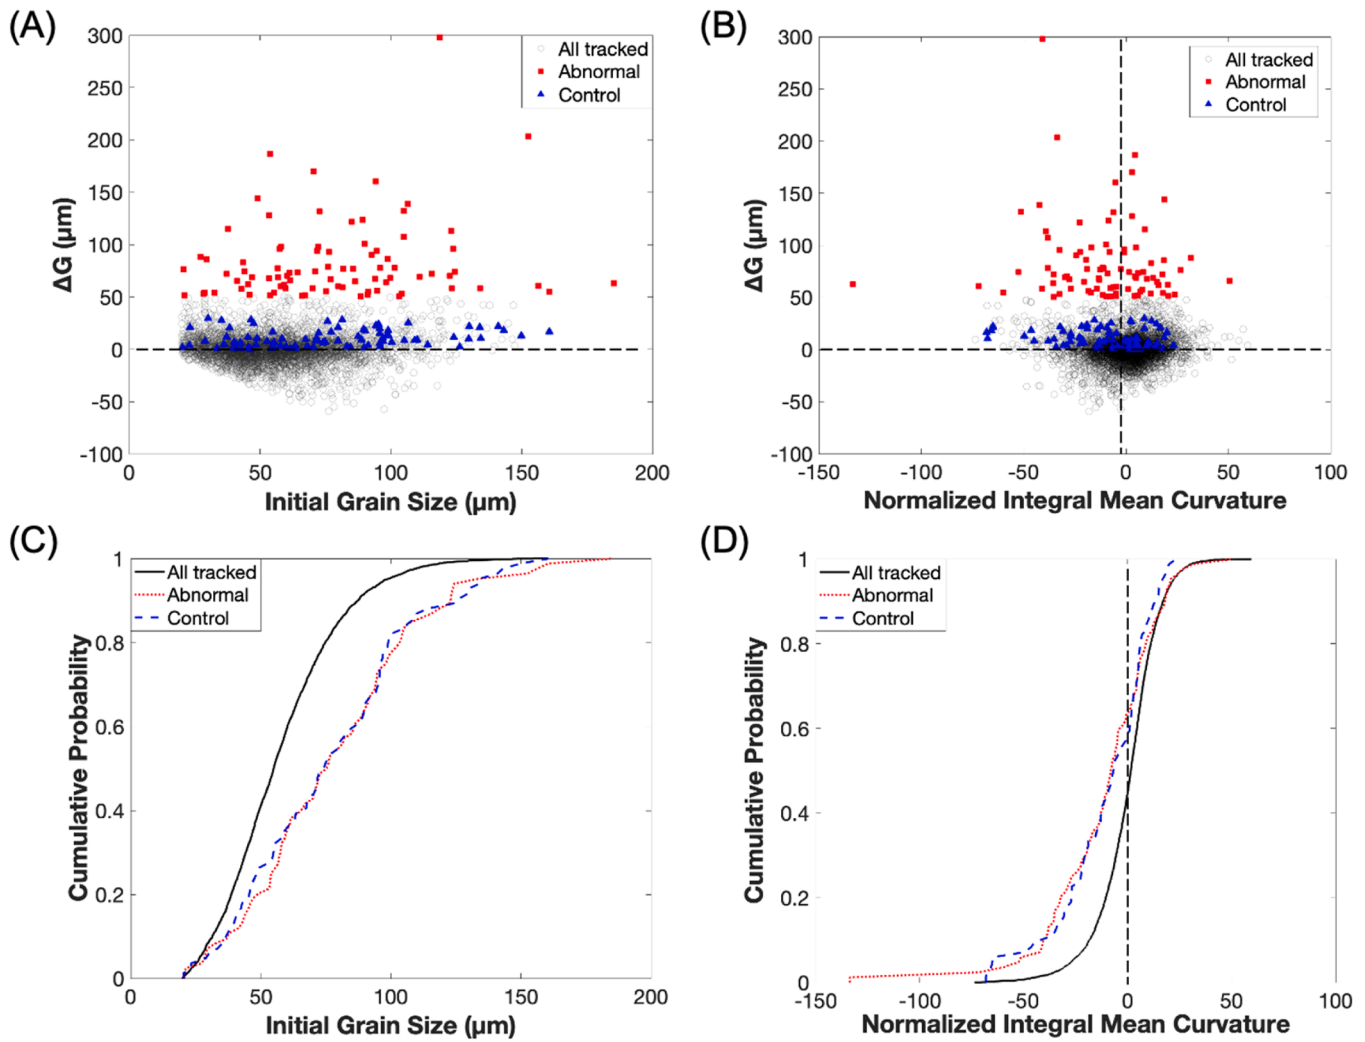 (A)
300
250
200
150
100
50
0
-50
-100
ΔG (μm)
All tracked
Abnormal
Control
0
50
100
150
200
Initial Grain Size (μm)
(B)
300
250
200
150
100
50
0
-50
-100
ΔG (μm)
All tracked
Abnormal
Control
-150
-100
-50
0
50
100
Normalized Integral Mean Curvature
(C)
1
0.8
0.6
0.4
0.2
0
Cumulative Probability
All tracked
Abnormal
Control
0
50
100
150
200
Initial Grain Size (μm)
(D)
1
0.8
0.6
0.4
0.2
0
Cumulative Probability
All tracked
Abnormal
Control
-150
-100
-50
0
50
100
Normalized Integral Mean Curvature